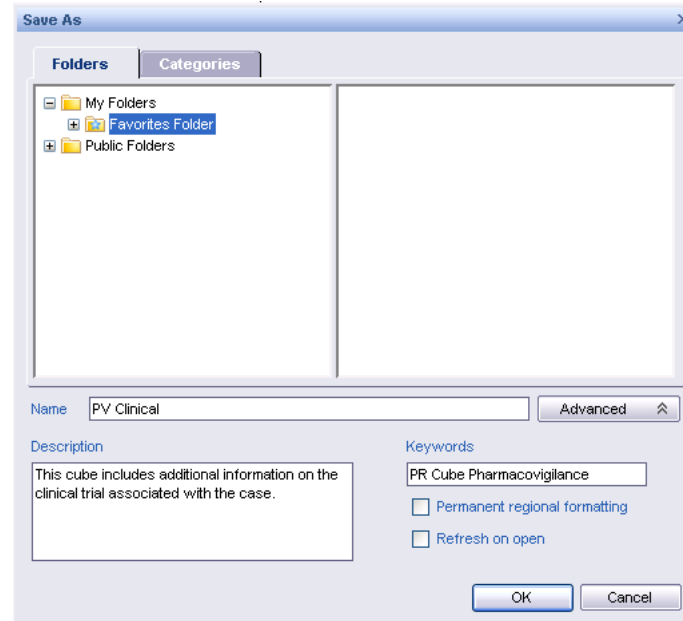 Save As
Folders
Categories
My Folders
Favorites Folder
Public Folders
Name
PV Clinical
Advanced
Description
Keywords
This cube includes additional information on the
clinical trial associated with the case.
PR Cube Pharmacovigilance
Permanent regional formatting
Refresh on open
OK
Cancel